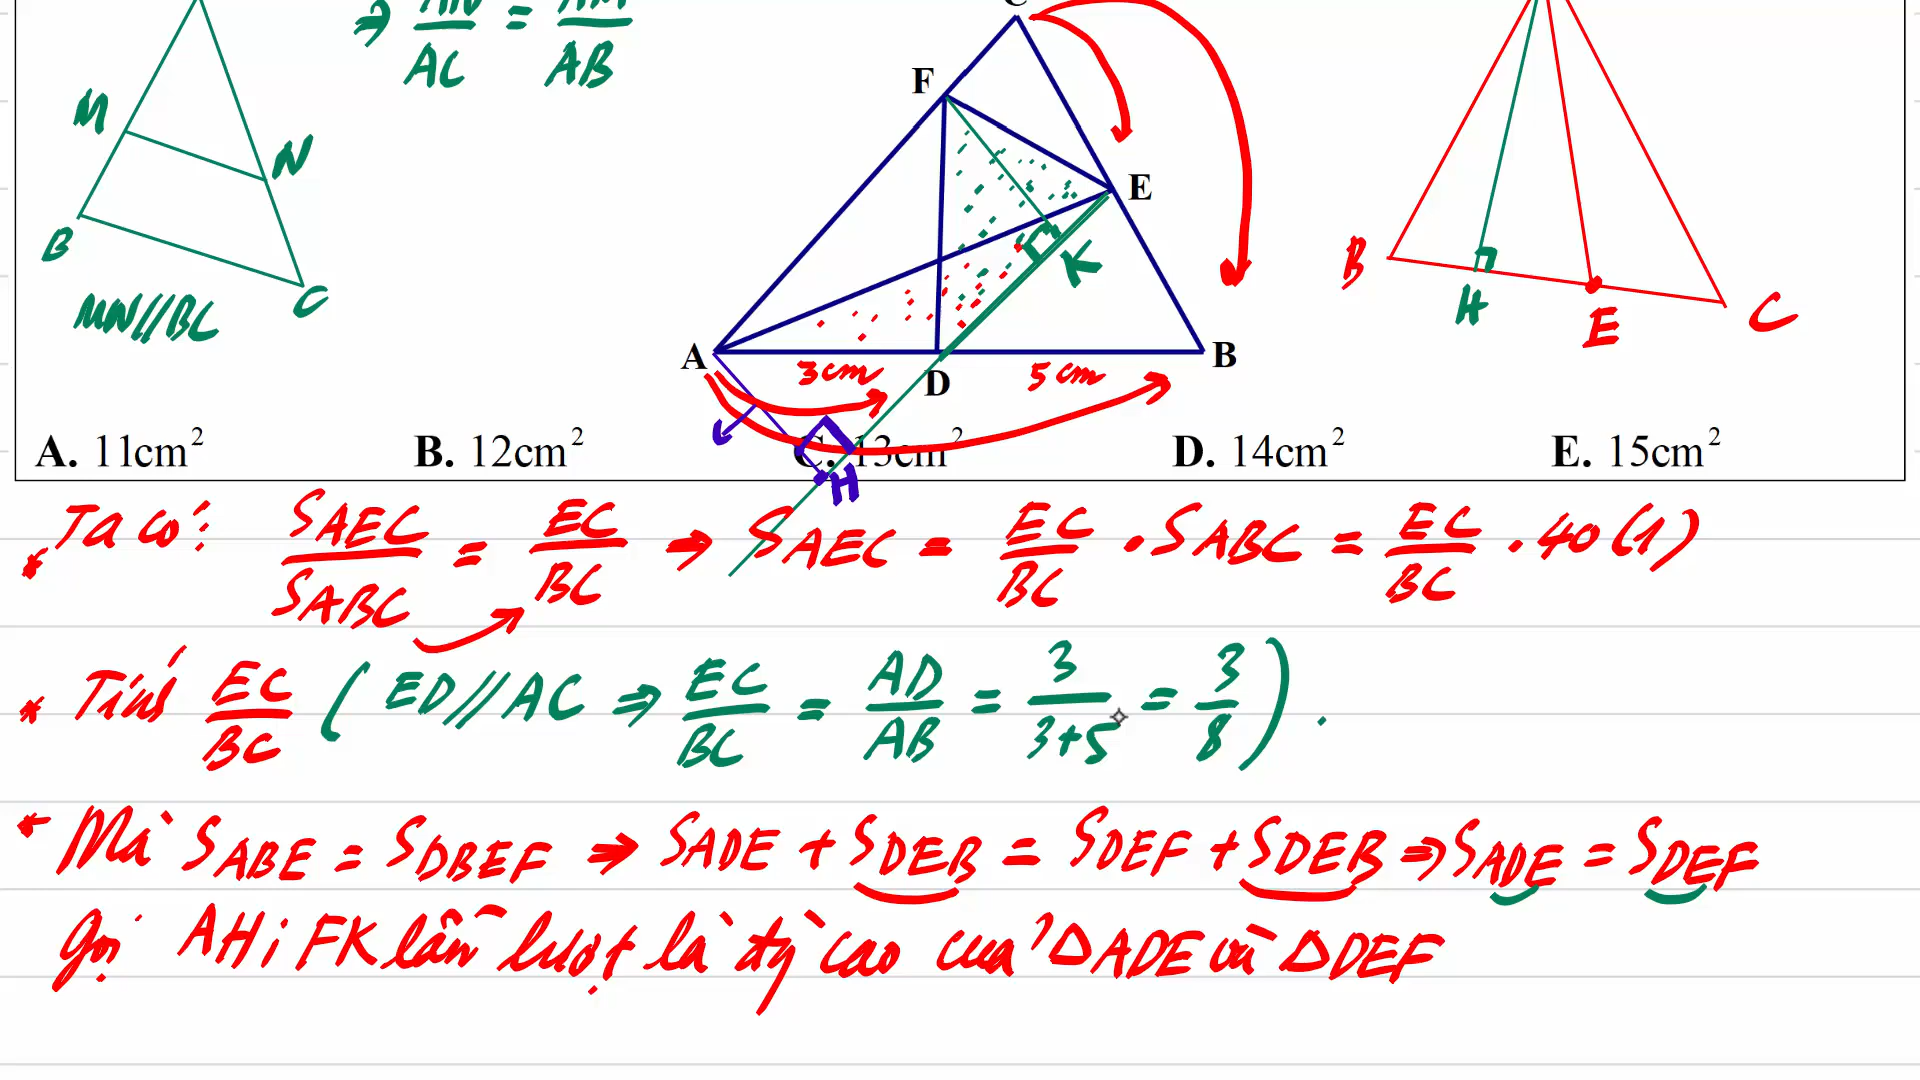 ⇒ AN/AC = AM/AB
C
F
M
N
E
K
B
B
H
E
C
C
MN//BC
A
3cm
D
5cm
B
A. 11cm² B. 12cm² C. 13cm² D. 14cm² E. 15cm²
H
* Ta có: SAEC/SABC = EC/BC ⇒ SAEC = EC/BC . SABC = EC/BC . 40 (1)
* Tính EC/BC ( ED//AC ⇒ EC/BC = AD/AB = 3/3+5 = 3/8 ) .
* Mà SABE = SDBEF ⇒ SADE + SDEB = SDEF + SDEB ⇒ SADE = SDEF
Gọi AH; FK lần lượt là đg cao của ΔADE và ΔDEF